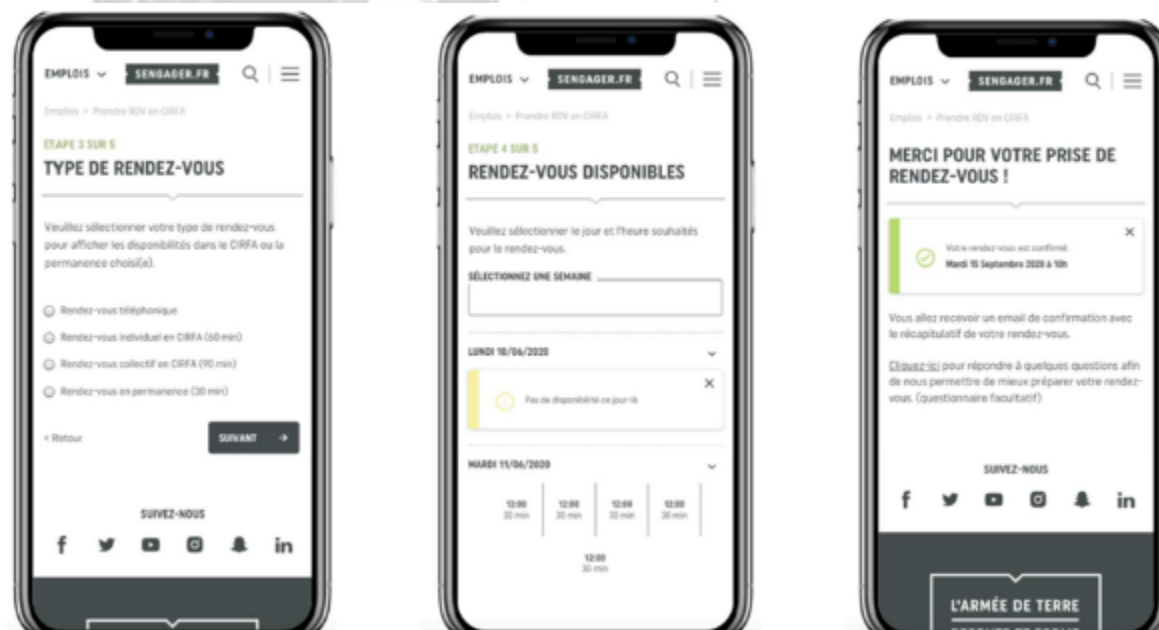 EMPLOIS
SENGAGER.FR
Emplois > Prendre RDV en CIRFA
ETAPE 3 SUR 5
TYPE DE RENDEZ-VOUS
Veuillez sélectionner votre type de rendez-vous
pour afficher les disponibilités dans le CIRFA ou la
permanence choisi(e).
Rendez-vous téléphonique
Rendez-vous individuel en CIRFA (60 min)
Rendez-vous collectif en CIRFA (90 min)
Rendez-vous en permanence (30 min)
< Retour
SUIVANT →
SUIVEZ-NOUS
EMPLOIS
SENGAGER.FR
Emplois > Prendre RDV en CIRFA
ETAPE 4 SUR 5
RENDEZ-VOUS DISPONIBLES
Veuillez sélectionner le jour et l'heure souhaités
pour le rendez-vous.
SÉLECTIONNEZ UNE SEMAINE
LUNDI 10/06/2020
Pas de disponibilité ce jour-là
MARDI 11/06/2020
12:00 12:00 12:00 12:00
30 min 30 min 30 min 30 min
12:00
30 min
EMPLOIS
SENGAGER.FR
Emplois > Prendre RDV en CIRFA
MERCI POUR VOTRE PRISE DE
RENDEZ-VOUS !
Votre rendez-vous est confirmé:
Mardi 15 Septembre 2020 à 10h
Vous allez recevoir un email de confirmation avec
le récapitulatif de votre rendez-vous.
Cliquez-ici pour répondre à quelques questions afin
de nous permettre de mieux préparer votre rendez-
vous. (questionnaire facultatif)
SUIVEZ-NOUS
L'ARMÉE DE TERRE